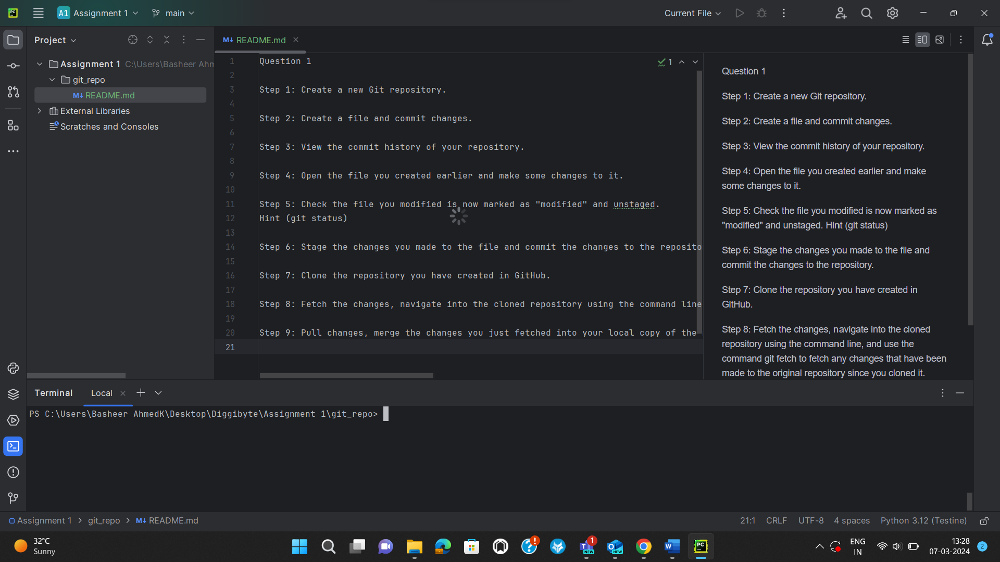 A1 Assignment 1 main Current File
Project
M↓ README.md
Assignment 1 C:\Users\Basheer Ahm
git_repo
M↓ README.md
External Libraries
Scratches and Consoles
1 Question 1
2
3 Step 1: Create a new Git repository.
4
5 Step 2: Create a file and commit changes.
6
7 Step 3: View the commit history of your repository.
8
9 Step 4: Open the file you created earlier and make some changes to it.
10
11 Step 5: Check the file you modified is now marked as "modified" and unstaged.
12 Hint (git status)
13
14 Step 6: Stage the changes you made to the file and commit the changes to the reposito
15
16 Step 7: Clone the repository you have created in GitHub.
17
18 Step 8: Fetch the changes, navigate into the cloned repository using the command line
19
20 Step 9: Pull changes, merge the changes you just fetched into your local copy of the
21
1
Question 1
Step 1: Create a new Git repository.
Step 2: Create a file and commit changes.
Step 3: View the commit history of your repository.
Step 4: Open the file you created earlier and make
some changes to it.
Step 5: Check the file you modified is now marked as
"modified" and unstaged. Hint (git status)
Step 6: Stage the changes you made to the file and
commit the changes to the repository.
Step 7: Clone the repository you have created in
GitHub.
Step 8: Fetch the changes, navigate into the cloned
repository using the command line, and use the
command git fetch to fetch any changes that have been
made to the original repository since you cloned it.
Terminal Local
PS C:\Users\Basheer AhmedK\Desktop\Diggibyte\Assignment 1\git_repo>
Assignment 1 > git_repo > M↓ README.md
21:1 CRLF UTF-8 4 spaces Python 3.12 (Testine)
32°C
Sunny
1
NEW
NEW
PC
ENG
IN
13:28
07-03-2024
2